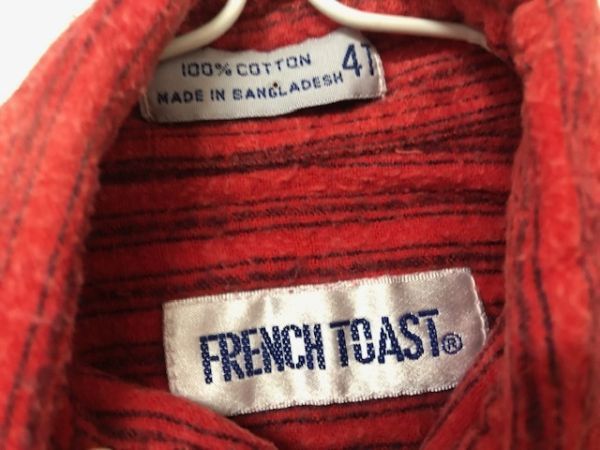 100% COTTON
MADE IN BANGLADESH
4T
FRENCH TOAST®